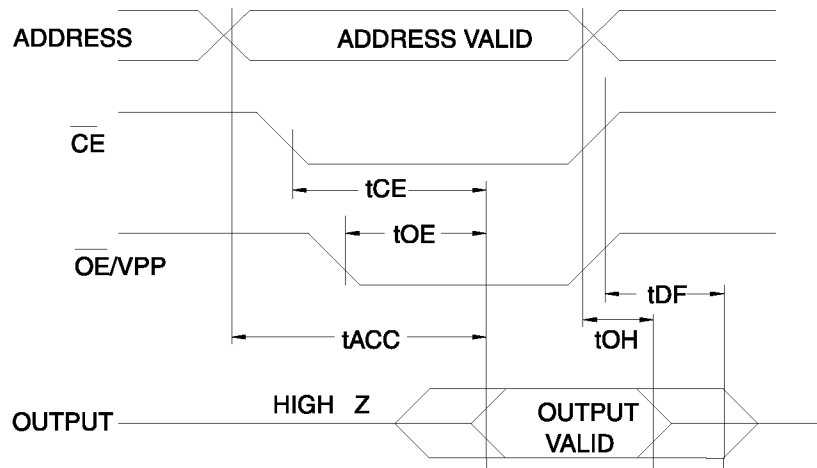 ADDRESS
ADDRESS VALID
CE
tCE
tOE
OE/VPP
tDF
tACC
tOH
HIGH Z
OUTPUT
OUTPUT
VALID